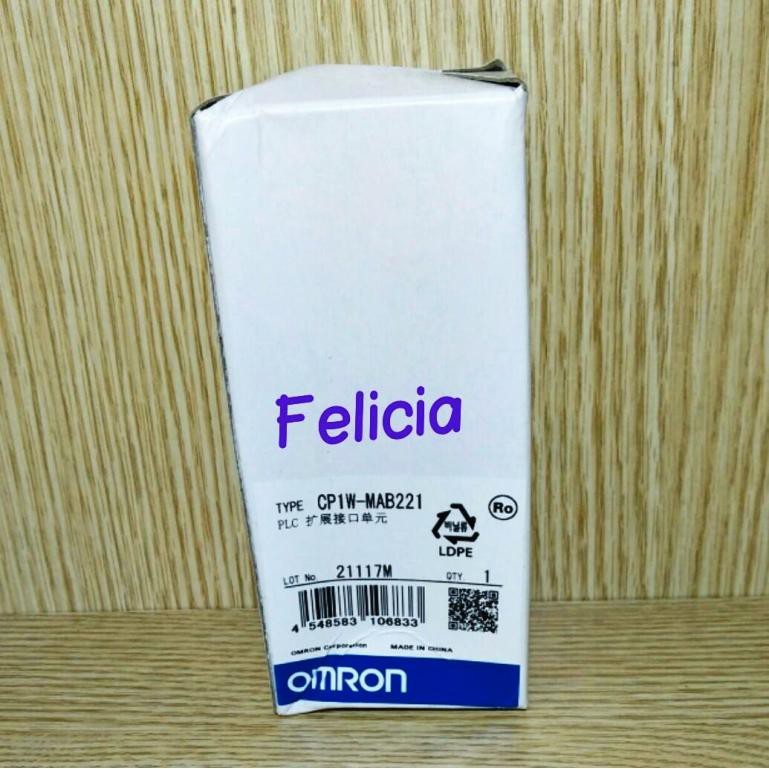 Felicia
TYPE CP1W-MAB221
PLC 扩展接口单元
Ro
LDPE
LOT No. 21117M QTY. 1
4 548583 106833
OMRON Corporation MADE IN CHINA
OMRON